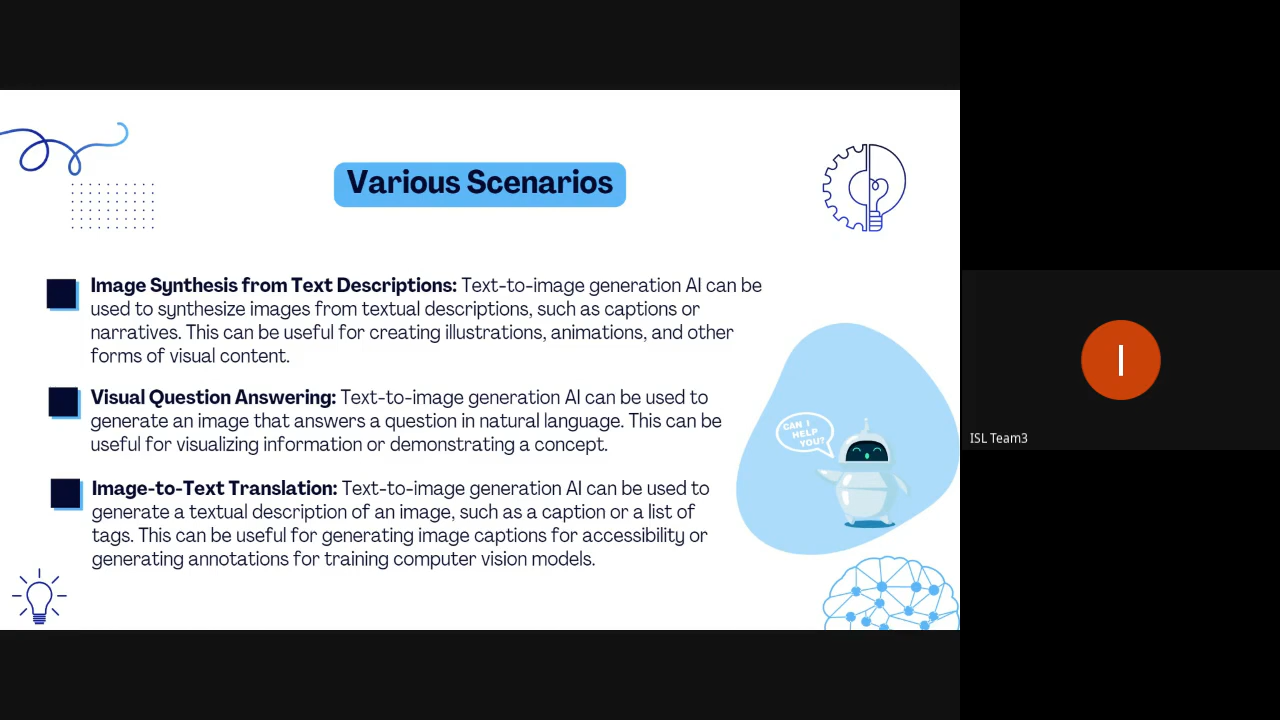 Various Scenarios
Image Synthesis from Text Descriptions: Text-to-image generation AI can be
used to synthesize images from textual descriptions, such as captions or
narratives. This can be useful for creating illustrations, animations, and other
forms of visual content.
Visual Question Answering: Text-to-image generation AI can be used to
generate an image that answers a question in natural language. This can be
useful for visualizing information or demonstrating a concept.
Image-to-Text Translation: Text-to-image generation AI can be used to
generate a textual description of an image, such as a caption or a list of
tags. This can be useful for generating image captions for accessibility or
generating annotations for training computer vision models.
CAN I
HELP
YOU?
I
ISL Team3